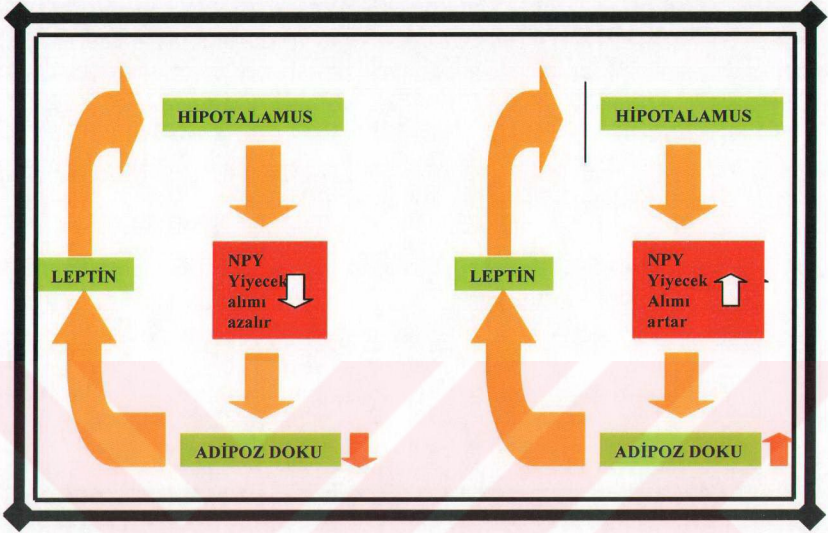 HİPOTALAMUS
LEPTİN
NPY
Yiyecek
alımı
azalır
ADİPOZ DOKU
HİPOTALAMUS
LEPTİN
NPY
Yiyecek
Alımı
artar
ADİPOZ DOKU